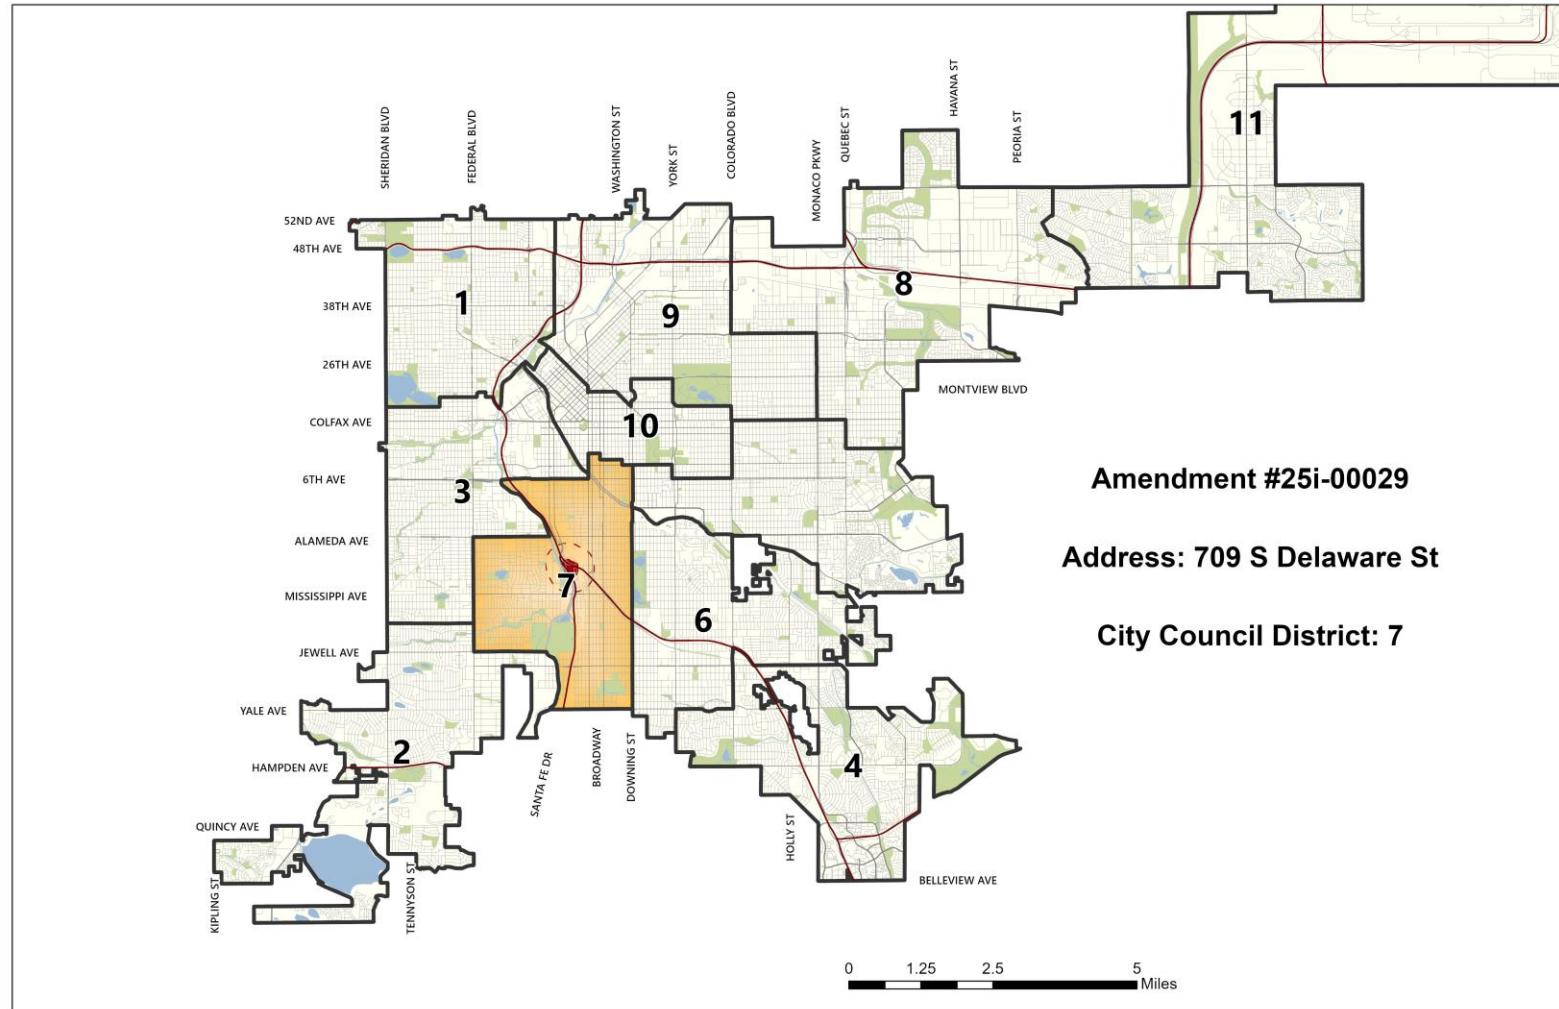 SHERIDAN BLVD
FEDERAL BLVD
WASHINGTON ST
YORK ST
COLORADO BLVD
MONACO PKWY
QUEBEC ST
HAVANA ST
PEORIA ST
11
52ND AVE
48TH AVE
38TH AVE
26TH AVE
COLFAX AVE
6TH AVE
ALAMEDA AVE
MISSISSIPPI AVE
JEWELL AVE
YALE AVE
HAMPDEN AVE
QUINCY AVE
1
9
8
10
3
7
6
2
4
MONTVIEW BLVD
Amendment #25i-00029
Address: 709 S Delaware St
City Council District: 7
SANTA FE DR
BROADWAY
DOWNING ST
HOLLY ST
BELLEVIEW AVE
KIPLING ST
TENNYSON ST
0 1.25 2.5 5
Miles